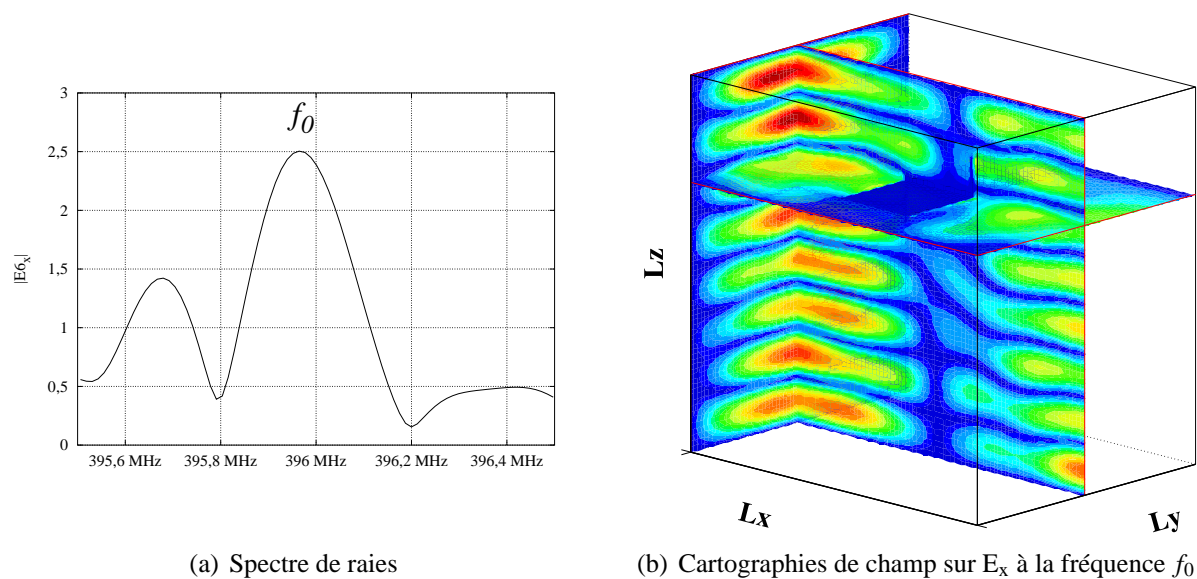 3
2,5
2
1,5
1
0,5
0
|E6x|
f0
395,6 MHz 395,8 MHz 396 MHz 396,2 MHz 396,4 MHz
Lz
Lx
Ly
(a) Spectre de raies
(b) Cartographies de champ sur Ex à la fréquence f0